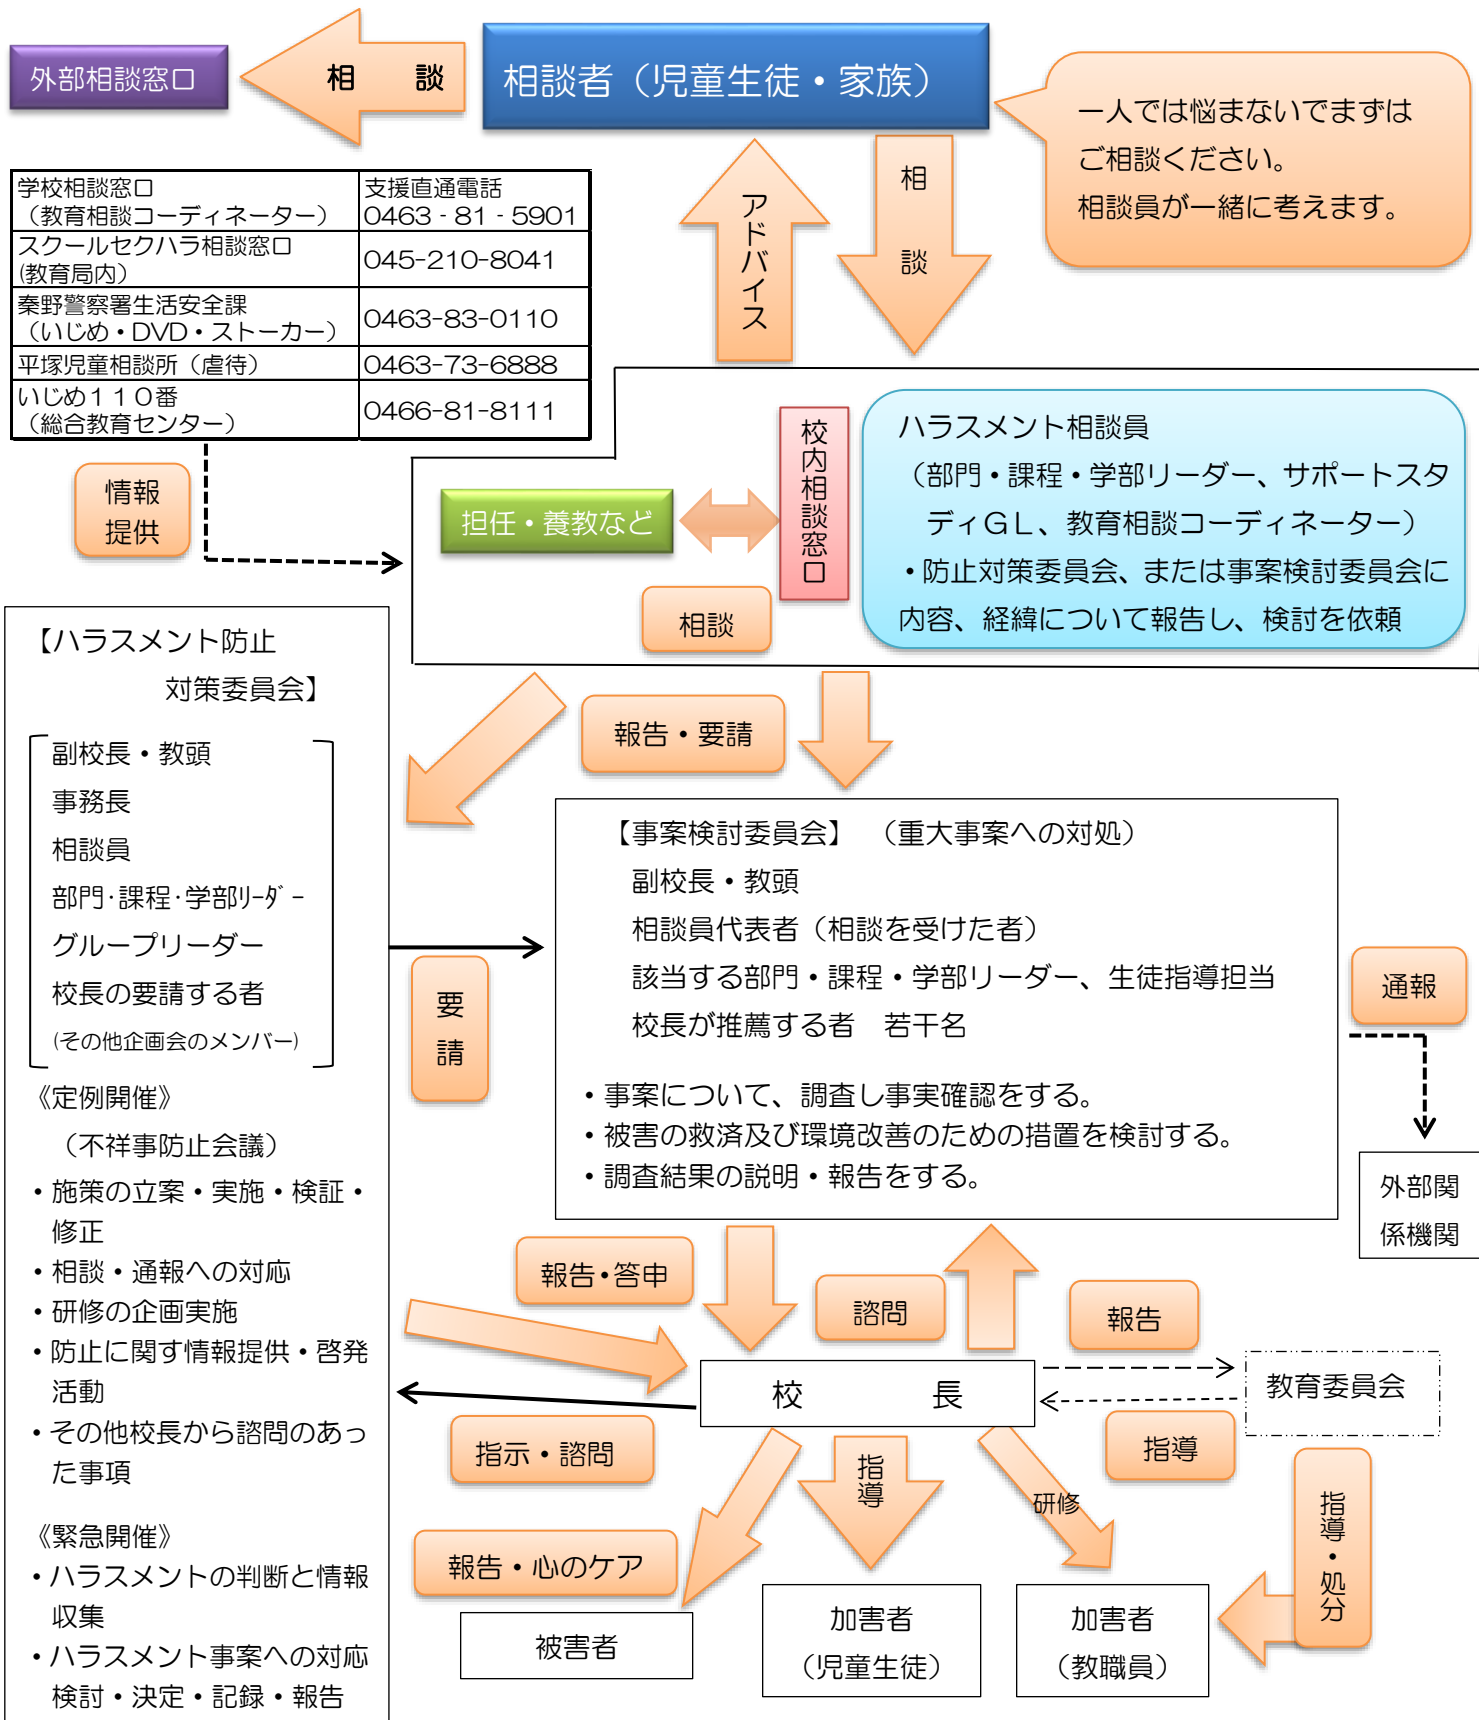 外部相談窓口
相　談
相談者（児童生徒・家族）
一人では悩まないでまずは
ご相談ください。
相談員が一緒に考えます。
学校相談窓口
（教育相談コーディネーター）
支援直通電話
0463‐81‐5901
スクールセクハラ相談窓口
(教育局内）
045-210-8041
秦野警察署生活安全課
（いじめ・DVD・ストーカー）
0463-83-0110
平塚児童相談所（虐待）
0463-73-6888
いじめ１１０番
（総合教育センター）
0466-81-8111
アドバイス
相談
情報
提供
担任・養教など
校内相談窓口
相談
ハラスメント相談員
（部門・課程・学部リーダー、サポートスタ
ディＧＬ、教育相談コーディネーター）
・防止対策委員会、または事案検討委員会に
内容、経緯について報告し、検討を依頼
【ハラスメント防止
対策委員会】
副校長・教頭
事務長
相談員
部門・課程・学部ﾘｰﾀﾞｰ
グループリーダー
校長の要請する者
(その他企画会のメンバー)
《定例開催》
（不祥事防止会議）
・施策の立案・実施・検証・
修正
・相談・通報への対応
・研修の企画実施
・防止に関す情報提供・啓発
活動
・その他校長から諮問のあっ
た事項
《緊急開催》
・ハラスメントの判断と情報
収集
・ハラスメント事案への対応
検討・決定・記録・報告
報告・要請
要請
【事案検討委員会】　（重大事案への対処）
副校長・教頭
相談員代表者（相談を受けた者）
該当する部門・課程・学部リーダー、生徒指導担当
校長が推薦する者　若干名
・事案について、調査し事実確認をする。
・被害の救済及び環境改善のための措置を検討する。
・調査結果の説明・報告をする。
通報
外部関
係機関
報告・答申
諮問
報告
校　長
教育委員会
指示・諮問
指導
指導
研修
指導・処分
報告・心のケア
被害者
加害者
（児童生徒）
加害者
（教職員）